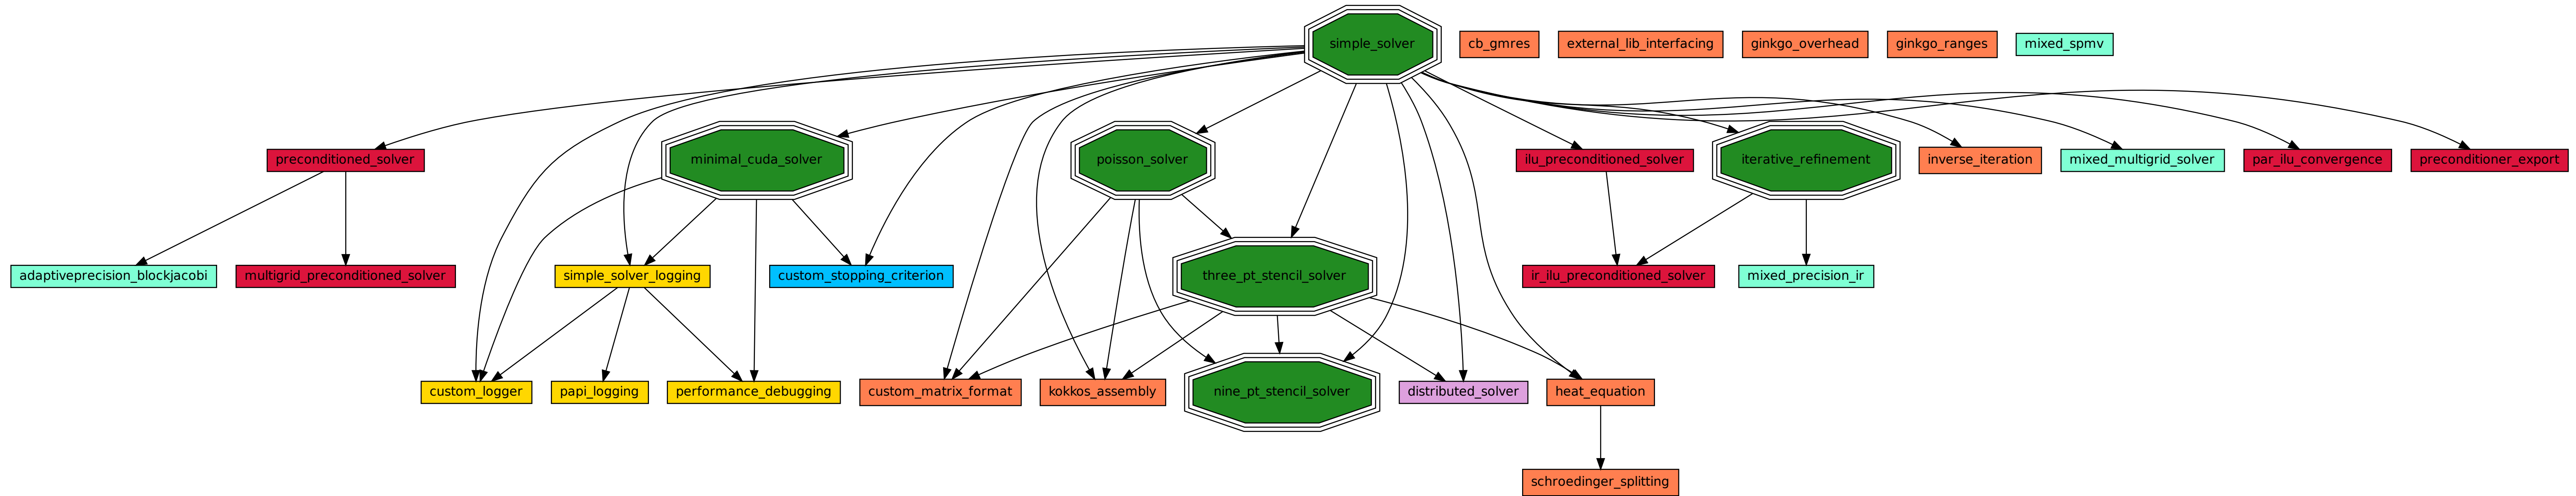 simple_solver
cb_gmres
external_lib_interfacing
ginkgo_overhead
ginkgo_ranges
mixed_spmv
preconditioned_solver
minimal_cuda_solver
poisson_solver
ilu_preconditioned_solver
iterative_refinement
inverse_iteration
mixed_multigrid_solver
par_ilu_convergence
preconditioner_export
adaptiveprecision_blockjacobi
multigrid_preconditioned_solver
simple_solver_logging
custom_stopping_criterion
three_pt_stencil_solver
ir_ilu_preconditioned_solver
mixed_precision_ir
custom_logger
papi_logging
performance_debugging
custom_matrix_format
kokkos_assembly
nine_pt_stencil_solver
distributed_solver
heat_equation
schroedinger_splitting